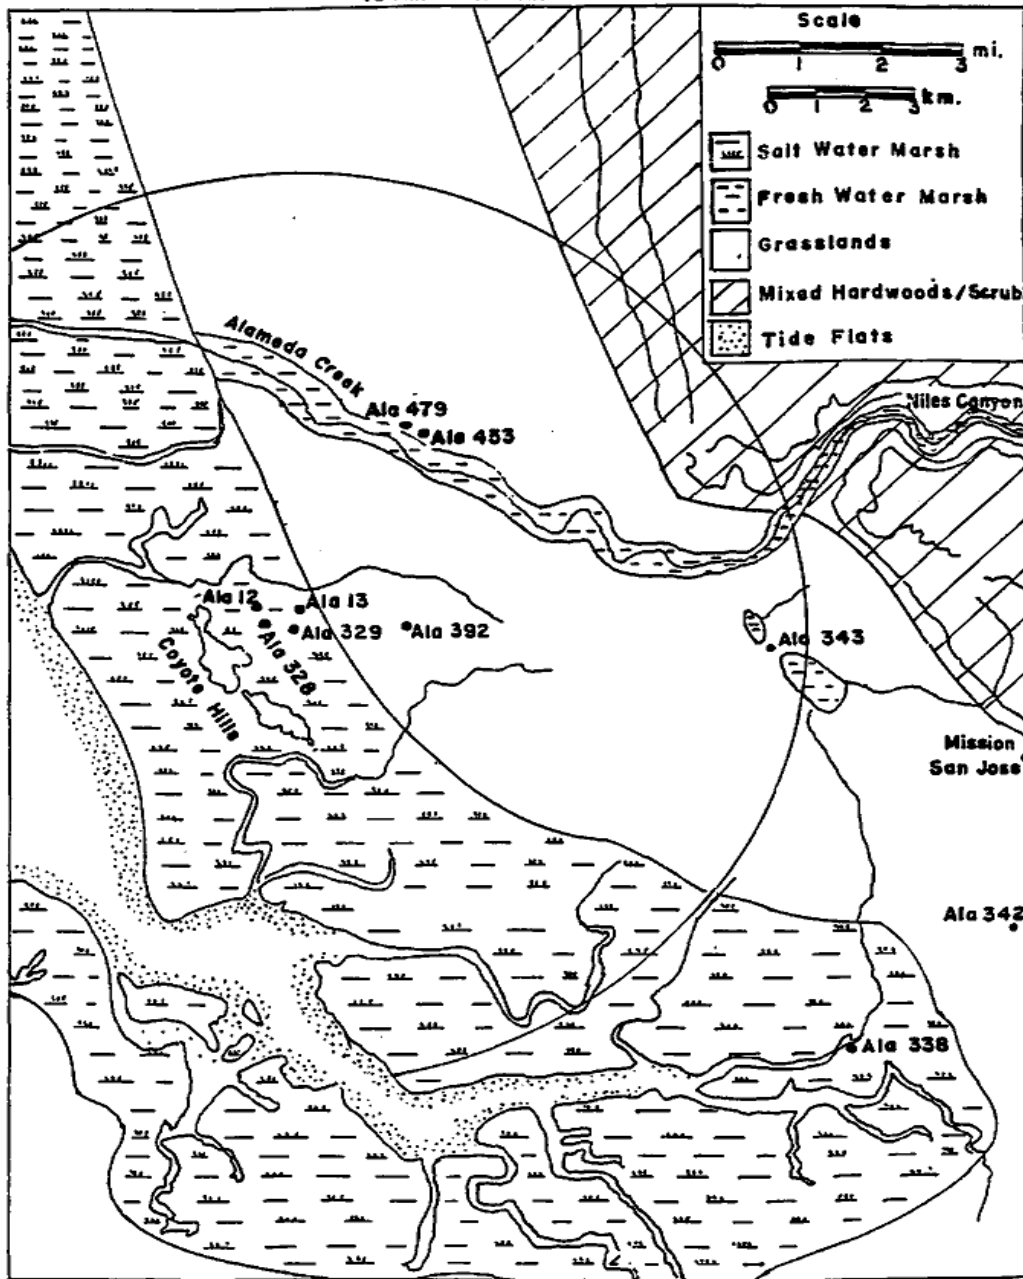 Scale
0 1 2 3 mi.
0 1 2 3 km.
Salt Water Marsh
Fresh Water Marsh
Grasslands
Mixed Hardwoods/Scrub
Tide Flats
Alameda Creek
Niles Canyon
Ala 479
Ala 453
Ala 12
Ala 13
Ala 329
Ala 392
Ala 328
Coyote Hills
Ala 343
Mission
San Jose
Ala 342
Ala 338